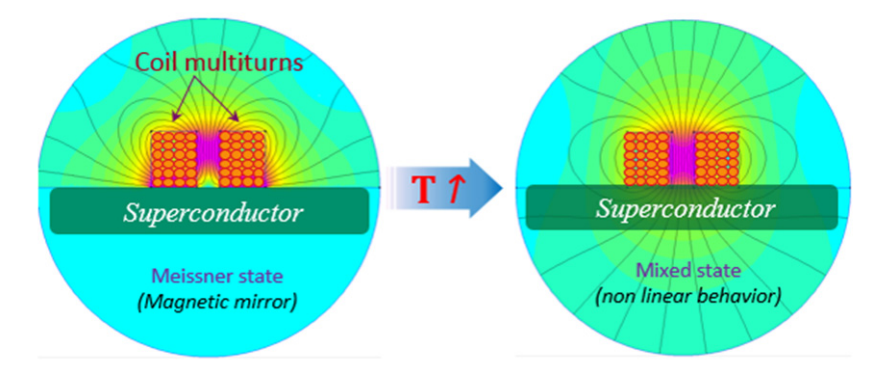 Coil multiturns
Superconductor
Meissner state
(Magnetic mirror)
T ↑
Superconductor
Mixed state
(non linear behavior)